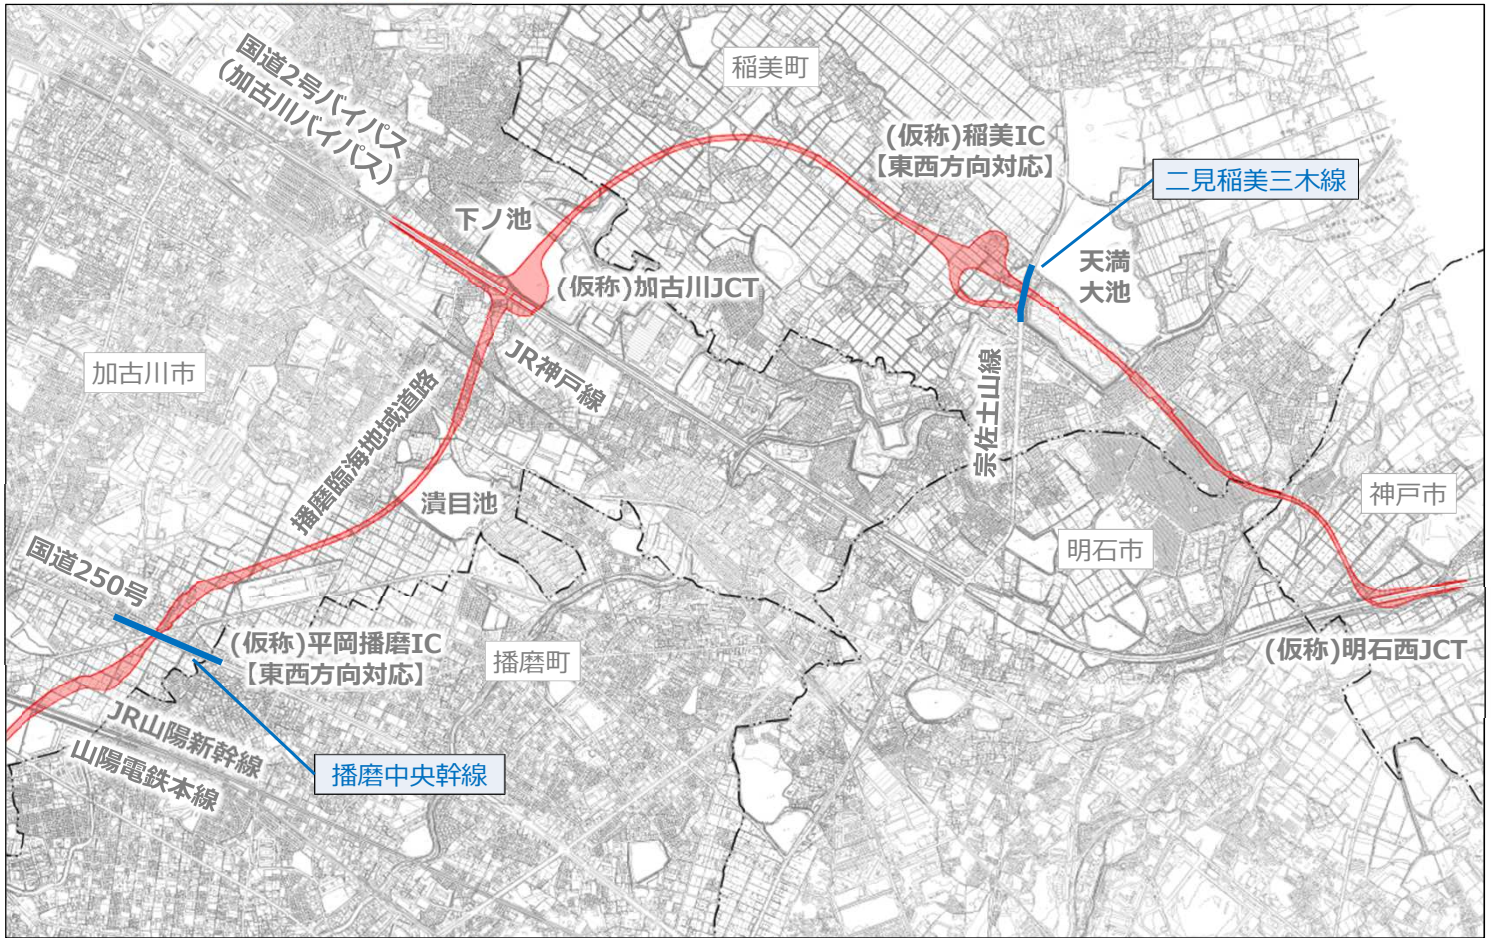 国道2号バイパス
(加古川バイパス)
稲美町
(仮称)稲美IC
【東西方向対応】
二見稲美三木線
下ノ池
天満
大池
(仮称)加古川JCT
JR神戸線
加古川市
播磨臨海地域道路
宗佐土山線
潰目池
神戸市
明石市
国道250号
(仮称)平岡播磨IC
【東西方向対応】
播磨町
(仮称)明石西JCT
JR山陽新幹線
山陽電鉄本線
播磨中央幹線